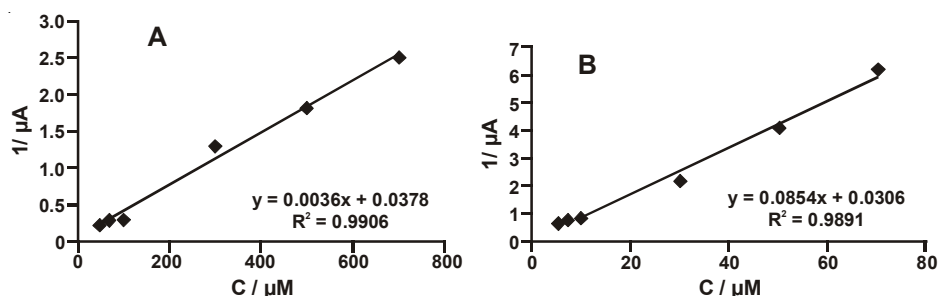 A
1/ µA
3.0
2.5
2.0
1.5
1.0
0.5
0
0 200 400 600 800
y = 0.0036x + 0.0378
R² = 0.9906
C / µM
B
1/ µA
7
6
5
4
3
2
1
0
0 20 40 60 80
y = 0.0854x + 0.0306
R² = 0.9891
C / µM